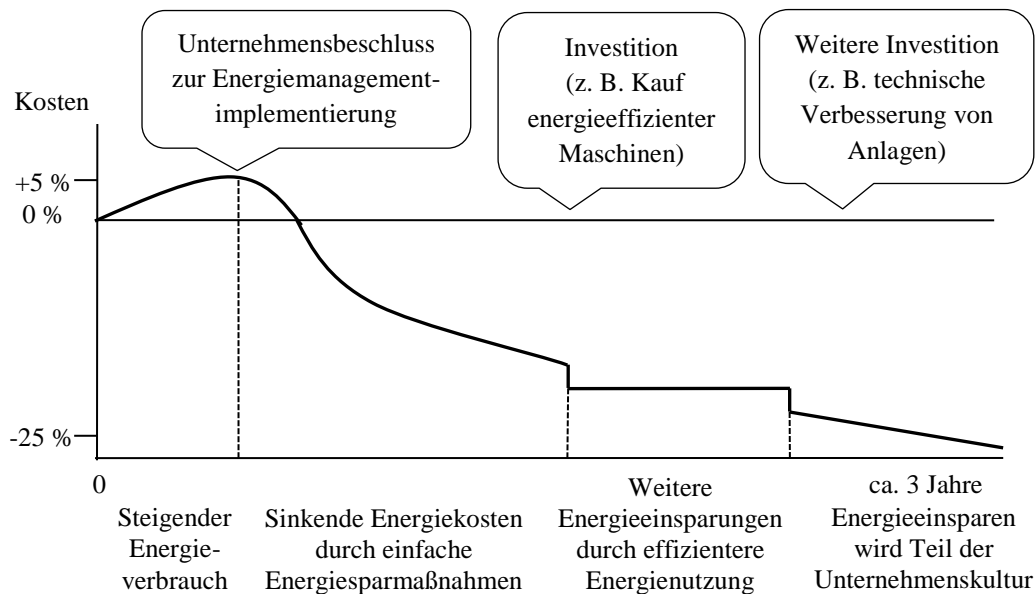 Unternehmensbeschluss
zur Energiemanagement-
implementierung
Investition
(z. B. Kauf
energieeffizienter
Maschinen)
Weitere Investition
(z. B. technische
Verbesserung von
Anlagen)
Kosten
+5 %
0 %
-25 %
0
Steigender
Energie-
verbrauch
Sinkende Energiekosten
durch einfache
Energiesparmaßnahmen
Weitere
Energieeinsparungen
durch effizientere
Energienutzung
ca. 3 Jahre
Energieeinsparen
wird Teil der
Unternehmenskultur